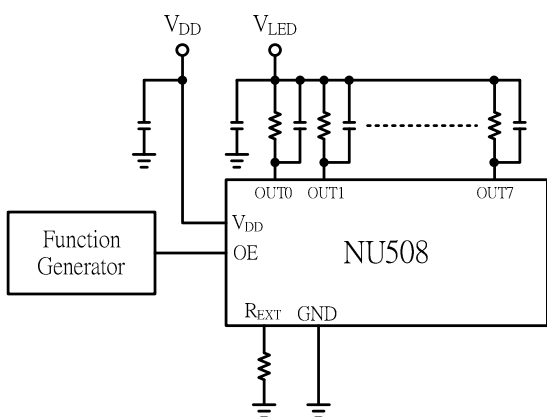 VDD
VLED
OUT0
OUT1
OUT7
VDD
Function
Generator
OE
NU508
REXT
GND